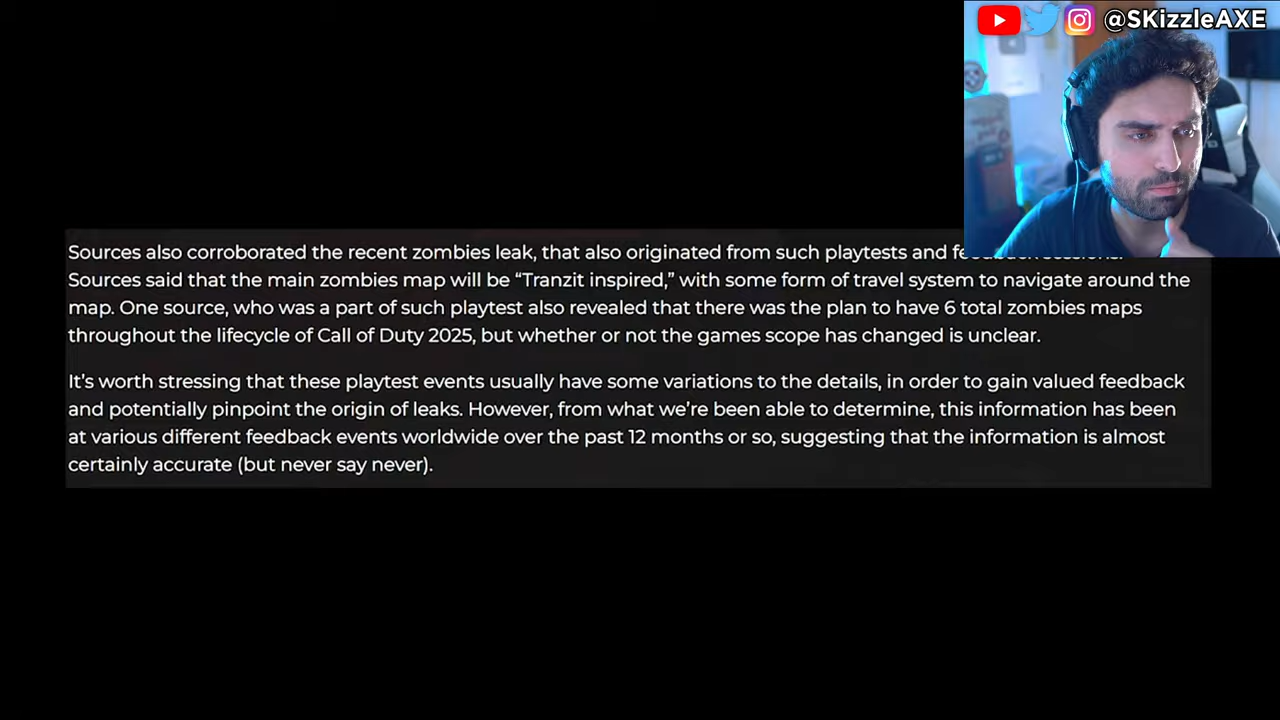 @SKizzleAXE
Sources also corroborated the recent zombies leak, that also originated from such playtests and
Sources said that the main zombies map will be “Tranzit inspired,” with some form of travel system to navigate around the
map. One source, who was a part of such playtest also revealed that there was the plan to have 6 total zombies maps
throughout the lifecycle of Call of Duty 2025, but whether or not the games scope has changed is unclear.
It's worth stressing that these playtest events usually have some variations to the details, in order to gain valued feedback
and potentially pinpoint the origin of leaks. However, from what we’re been able to determine, this information has been
at various different feedback events worldwide over the past 12 months or so, suggesting that the information is almost
certainly accurate (but never say never).